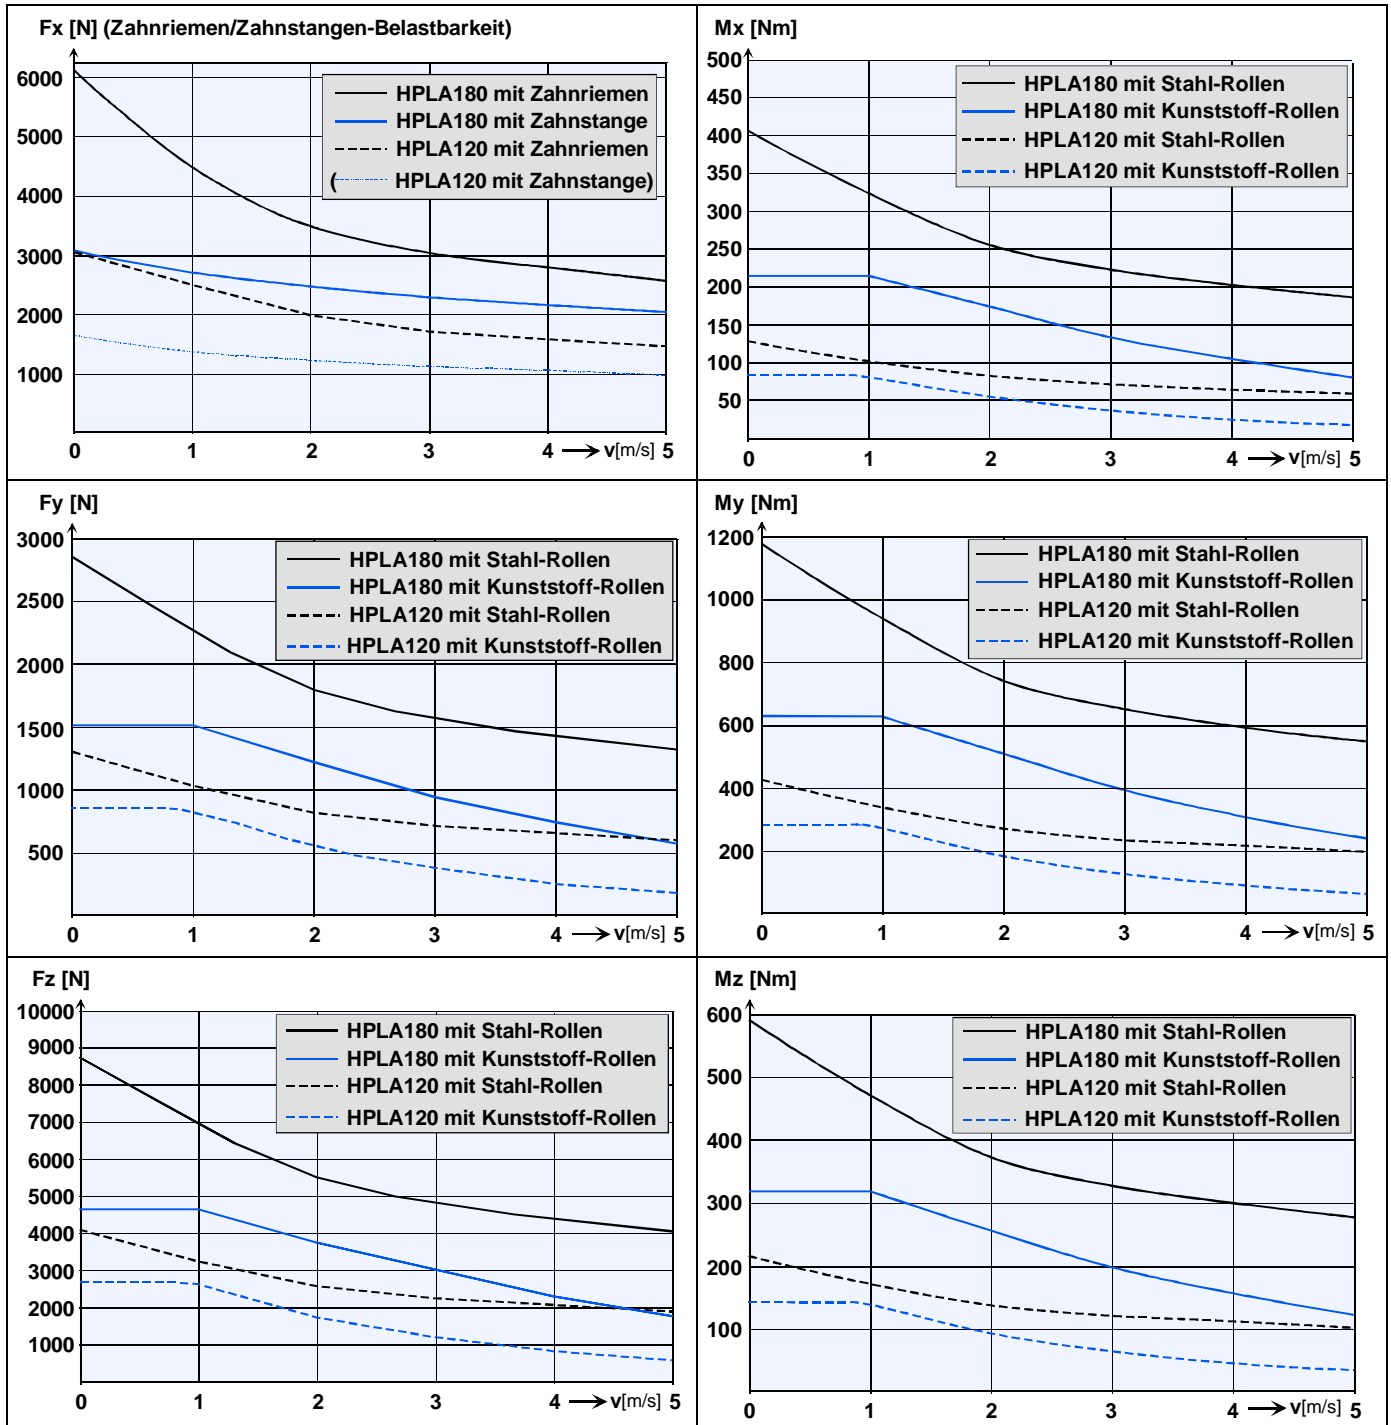 Fx [N] (Zahnriemen/Zahnstangen-Belastbarkeit)
6000
5000
4000
3000
2000
1000
HPLA180 mit Zahnriemen
HPLA180 mit Zahnstange
HPLA120 mit Zahnriemen
( HPLA120 mit Zahnstange)
0 1 2 3 4 v[m/s] 5
Mx [Nm]
500
450
400
350
300
250
200
150
100
50
HPLA180 mit Stahl-Rollen
HPLA180 mit Kunststoff-Rollen
HPLA120 mit Stahl-Rollen
HPLA120 mit Kunststoff-Rollen
0 1 2 3 4 v[m/s] 5
Fy [N]
3000
2500
2000
1500
1000
500
HPLA180 mit Stahl-Rollen
HPLA180 mit Kunststoff-Rollen
HPLA120 mit Stahl-Rollen
HPLA120 mit Kunststoff-Rollen
0 1 2 3 4 v[m/s] 5
My [Nm]
1200
1000
800
600
400
200
HPLA180 mit Stahl-Rollen
HPLA180 mit Kunststoff-Rollen
HPLA120 mit Stahl-Rollen
HPLA120 mit Kunststoff-Rollen
0 1 2 3 4 v[m/s] 5
Fz [N]
10000
9000
8000
7000
6000
5000
4000
3000
2000
1000
HPLA180 mit Stahl-Rollen
HPLA180 mit Kunststoff-Rollen
HPLA120 mit Stahl-Rollen
HPLA120 mit Kunststoff-Rollen
0 1 2 3 4 v[m/s] 5
Mz [Nm]
600
500
400
300
200
100
HPLA180 mit Stahl-Rollen
HPLA180 mit Kunststoff-Rollen
HPLA120 mit Stahl-Rollen
HPLA120 mit Kunststoff-Rollen
0 1 2 3 4 v[m/s] 5